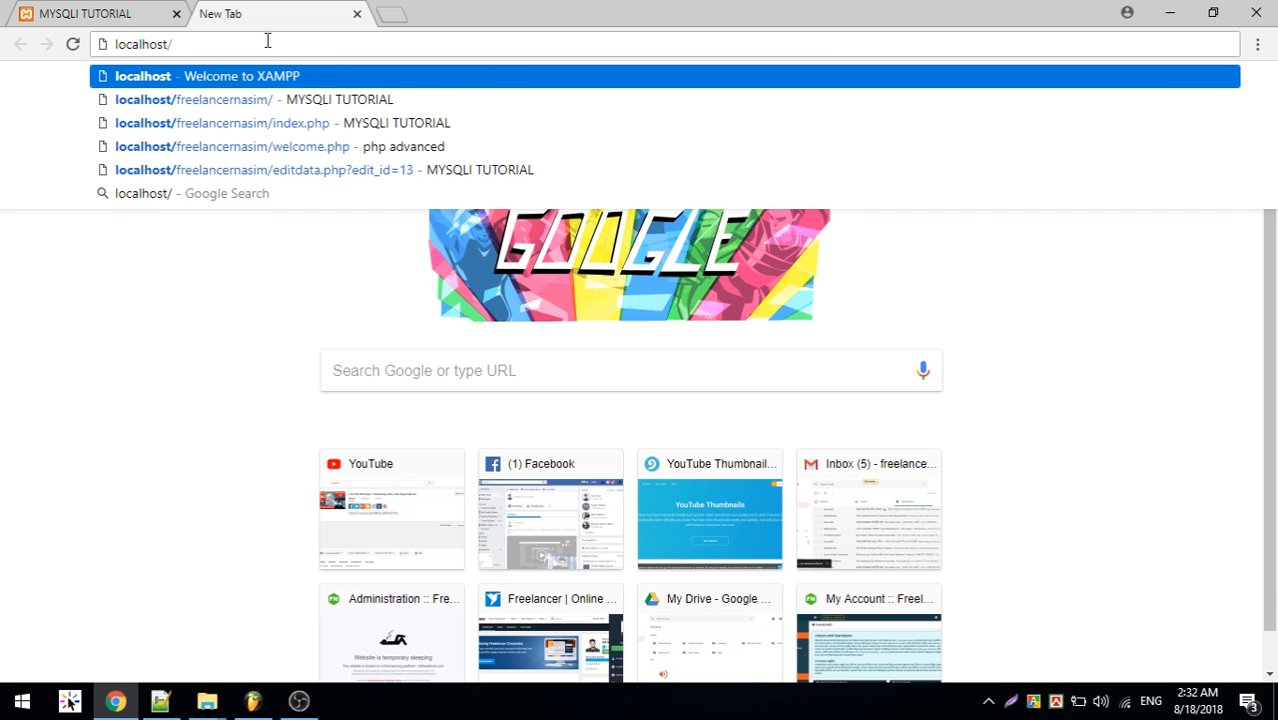 MYSQLI TUTORIAL
New Tab
localhost/
localhost - Welcome to XAMPP
localhost/freelancernasim/ - MYSQLI TUTORIAL
localhost/freelancernasim/index.php - MYSQLI TUTORIAL
localhost/freelancernasim/welcome.php - php advanced
localhost/freelancernasim/editdata.php?edit_id=13 - MYSQLI TUTORIAL
localhost/ - Google Search
GOOGLE
Search Google or type URL
YouTube
(1) Facebook
YouTube Thumbnail...
Inbox (5) - freelance...
YouTube Thumbnails
Administration :: Fre...
Freelancer | Online ...
My Drive - Google ...
My Account :: Freel...
Website is temporary sleeping
ENG
2:32 AM
8/18/2018
3